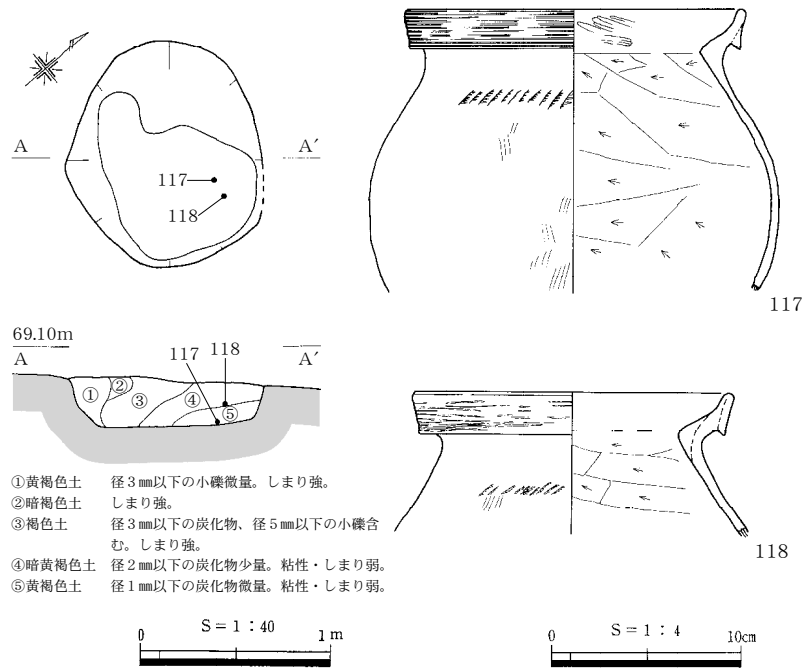 A
A′
117
118
117
69.10m
A
A′
117
118
①
②
③
④
⑤
118
①黄褐色土 径３㎜以下の小礫微量。しまり強。
②暗褐色土 しまり強。
③褐色土 径３㎜以下の炭化物、径５㎜以下の小礫含
む。しまり強。
④暗黄褐色土 径２㎜以下の炭化物少量。粘性・しまり弱。
⑤黄褐色土 径１㎜以下の炭化物微量。粘性・しまり弱。
0 S＝1：40 1m
0 S＝1：4 10cm